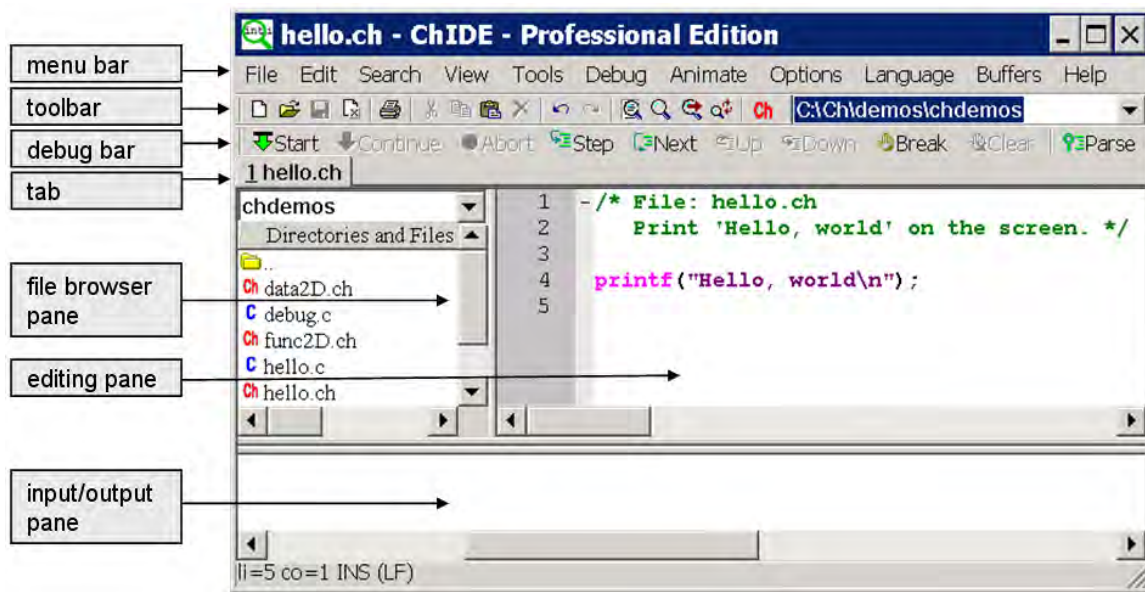 hello.ch - ChIDE - Professional Edition
menu bar
File Edit Search View Tools Debug Animate Options Language Buffers Help
toolbar
Ch C:\Ch\demos\chdemos
debug bar
Start Continue Abort Step Next Up Down Break Clear Parse
tab
1 hello.ch
chdemos
Directories and Files
..
Ch data2D.ch
C debug.c
Ch func2D.ch
C hello.c
Ch hello.ch
file browser
pane
1 -/* File: hello.ch
2 Print 'Hello, world' on the screen. */
3
4 printf("Hello, world\n");
5
editing pane
input/output
pane
li=5 co=1 INS (LF)